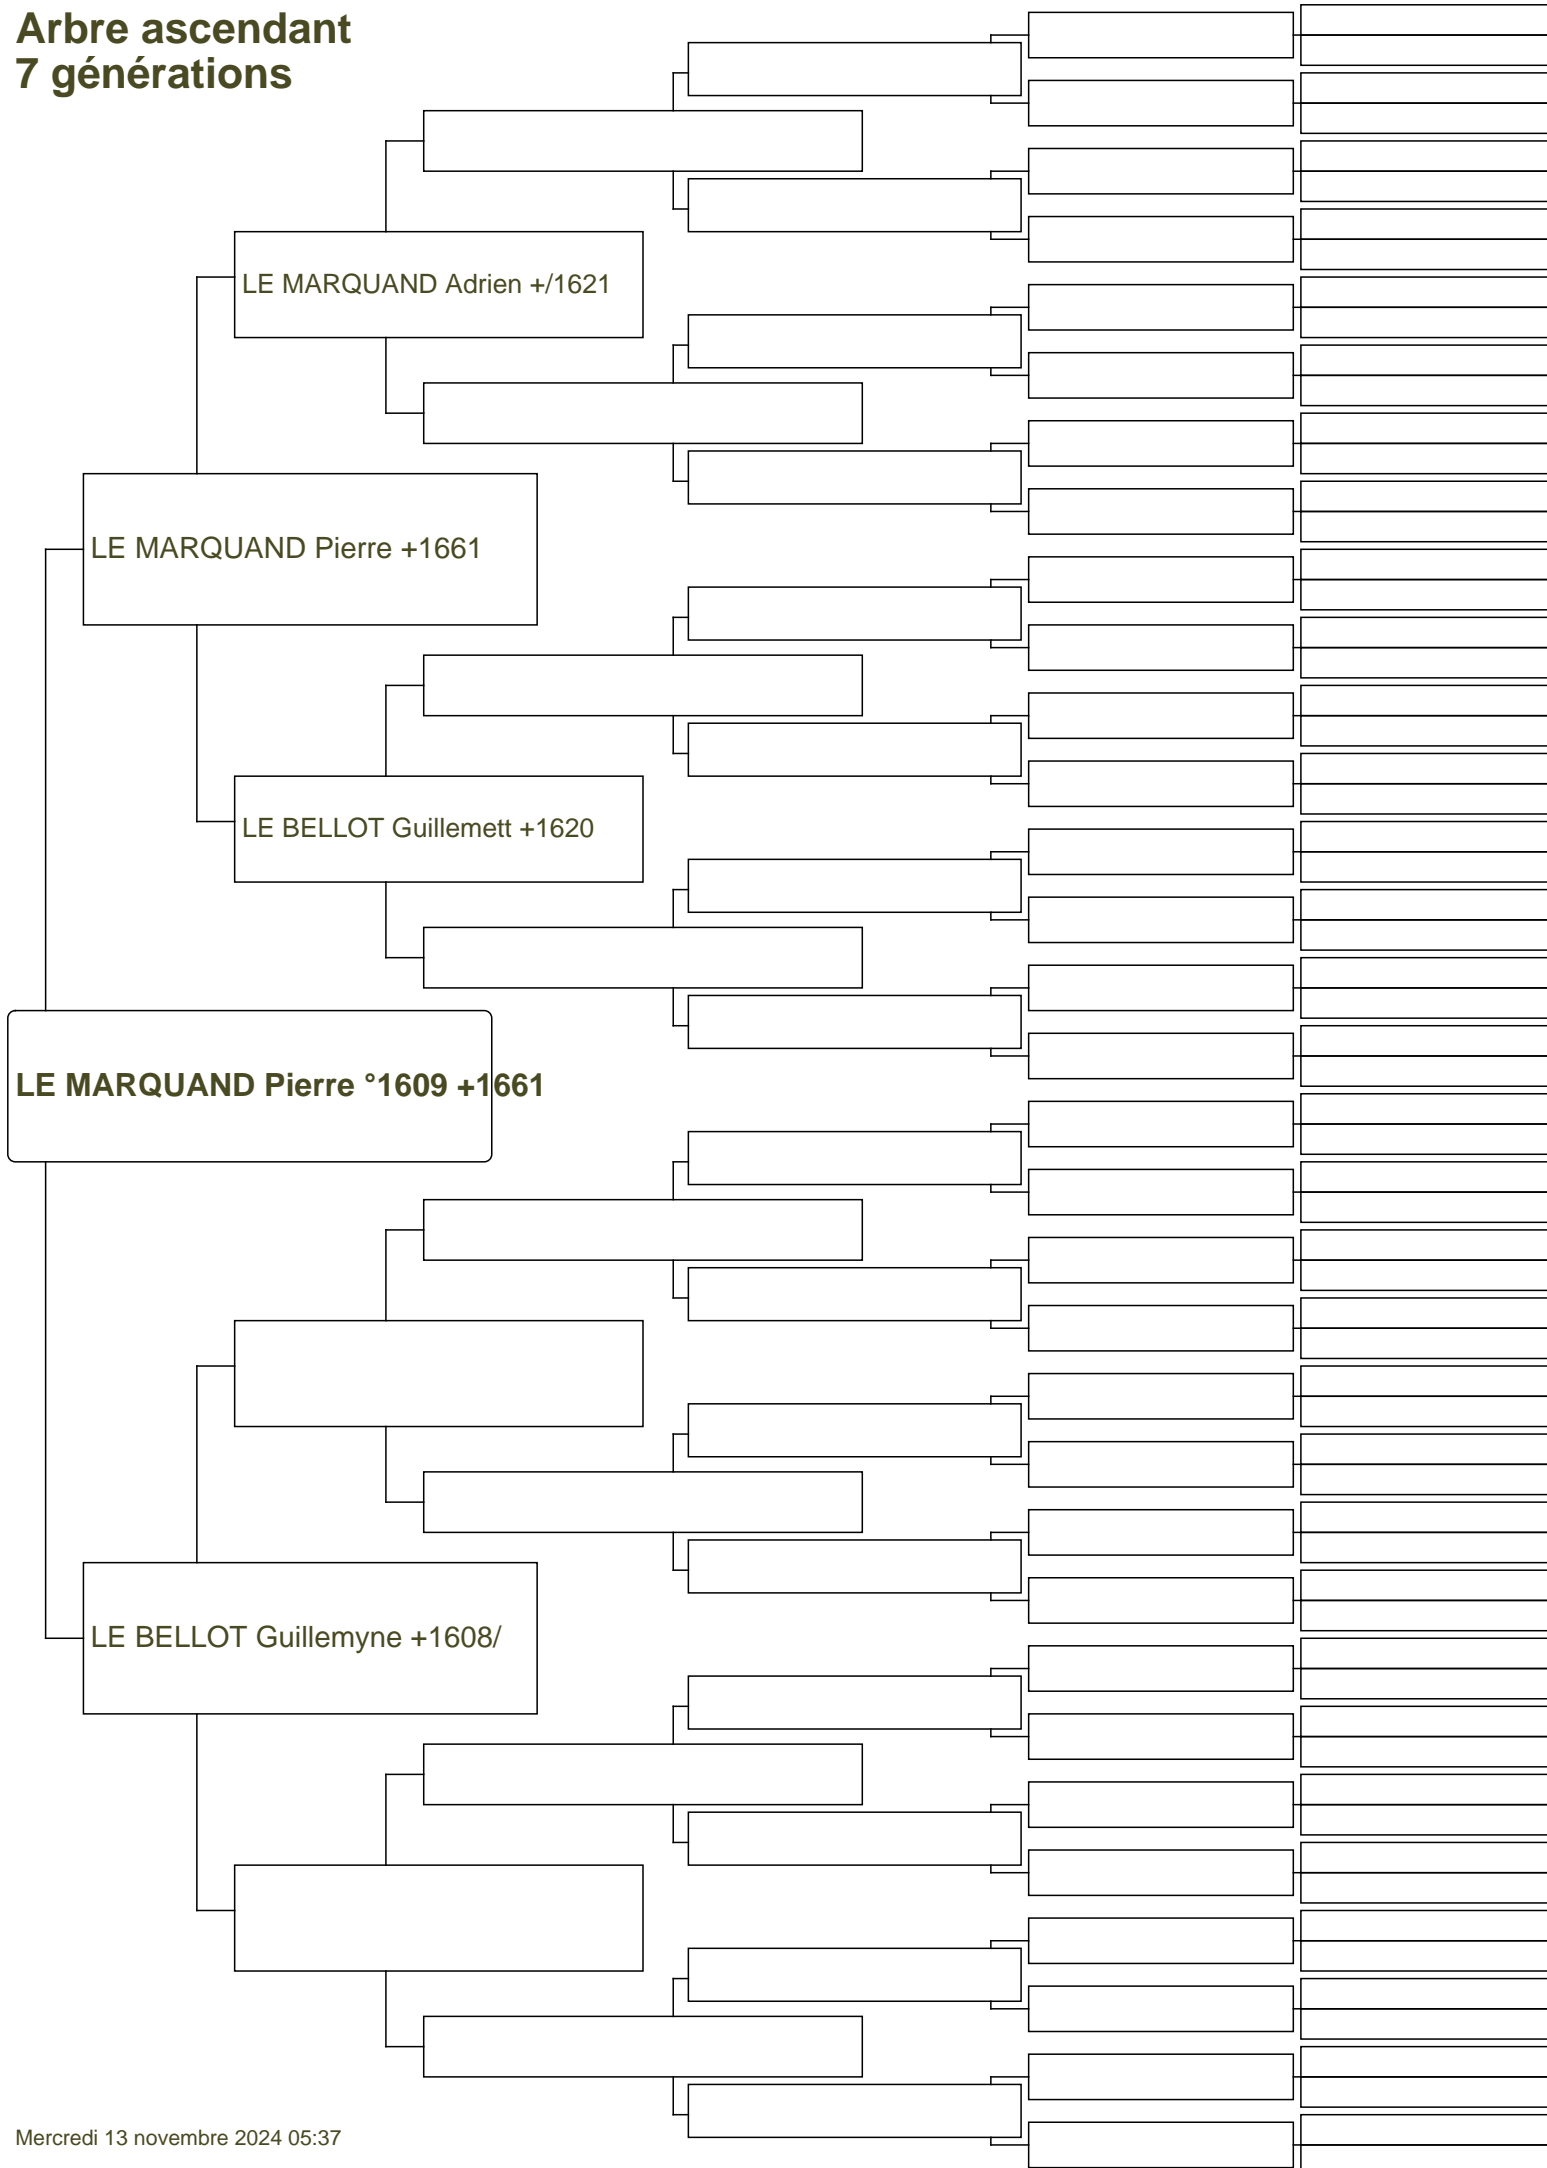 Arbre ascendant
7 générations
LE MARQUAND Adrien +/1621
LE MARQUAND Pierre +1661
LE BELLOT Guillemett +1620
LE MARQUAND Pierre °1609 +1661
LE BELLOT Guillemyne +1608/
Mercredi 13 novembre 2024 05:37